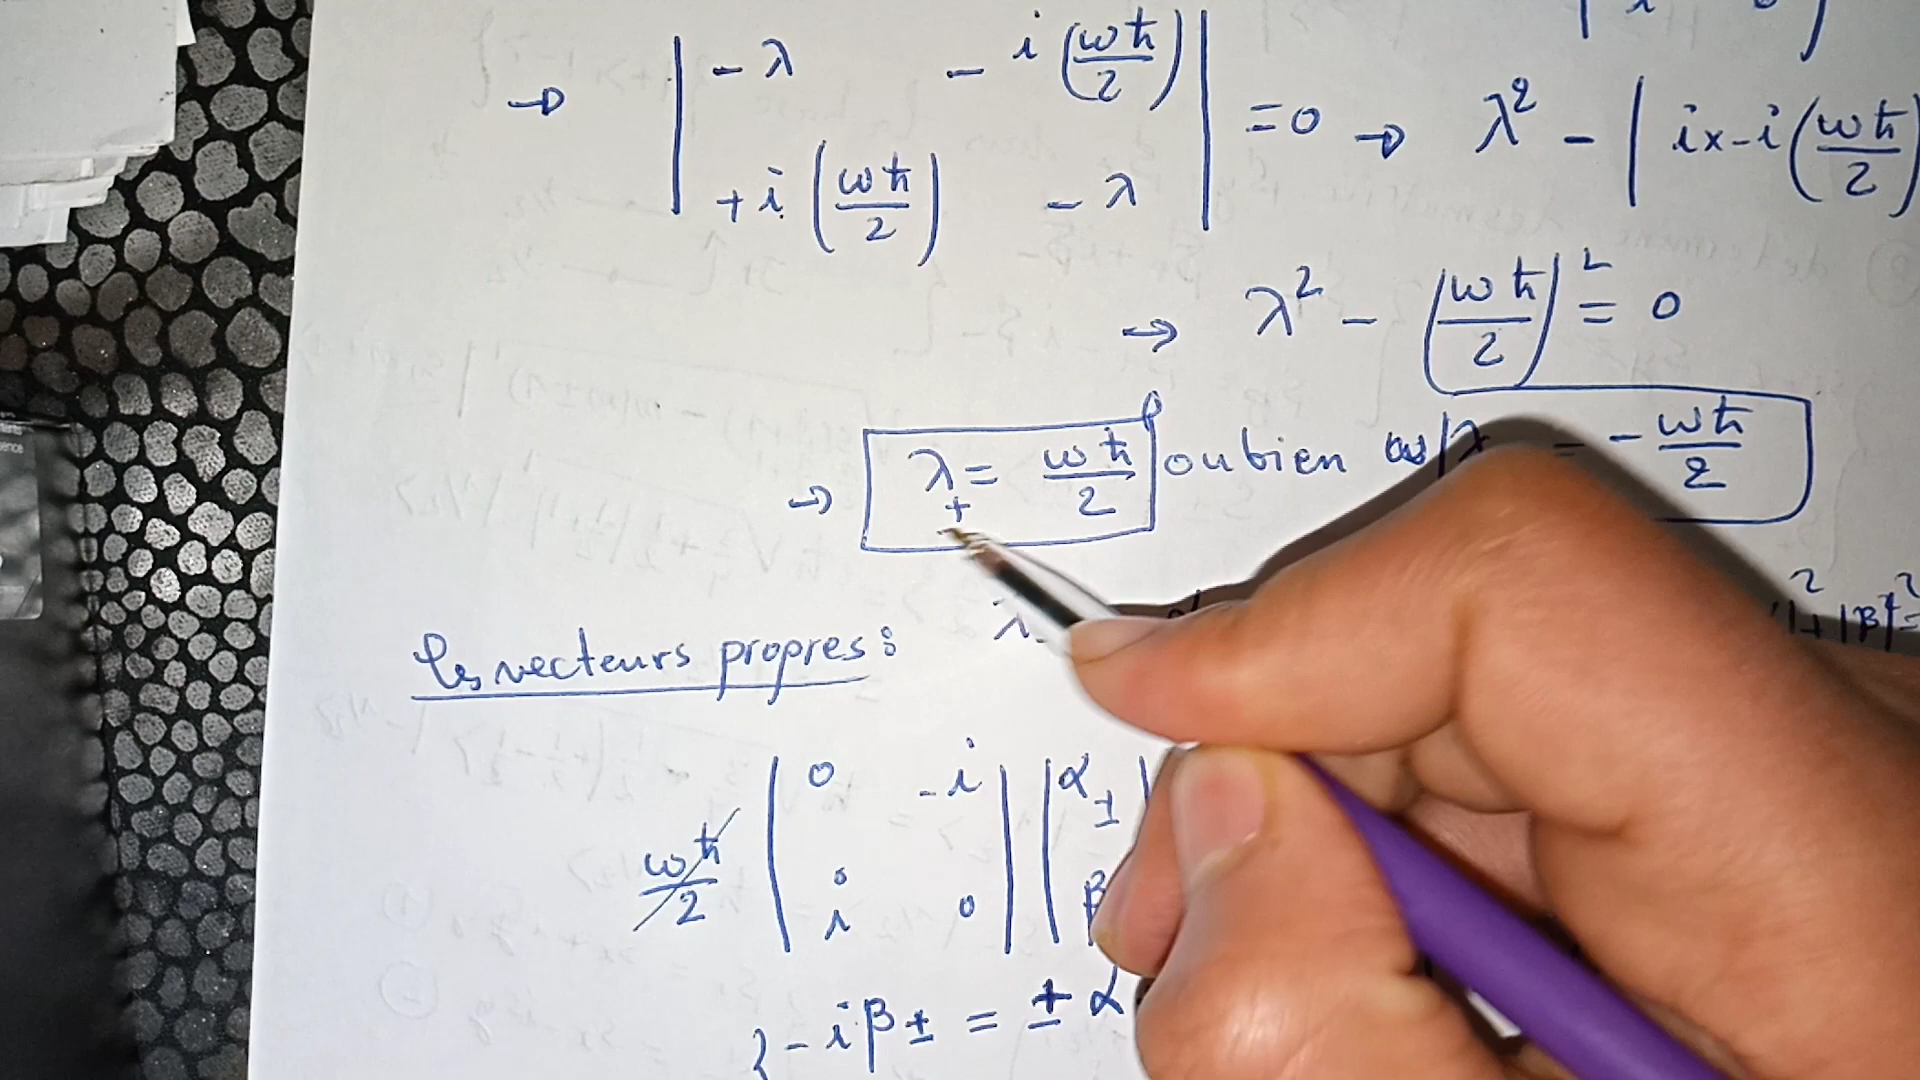 → | -λ  -i(ωħ/2) | = 0 → λ² - | i×-i(ωħ/2)
| +i(ωħ/2)  -λ |
→ λ² - (ωħ/2)² = 0
→ λ₊ = ωħ/2 ou bien λ = -ωħ/2
les vecteurs propres :
ωħ/2 | 0  -i | | α±
| i  0 | | β
{ -iβ± = ±α